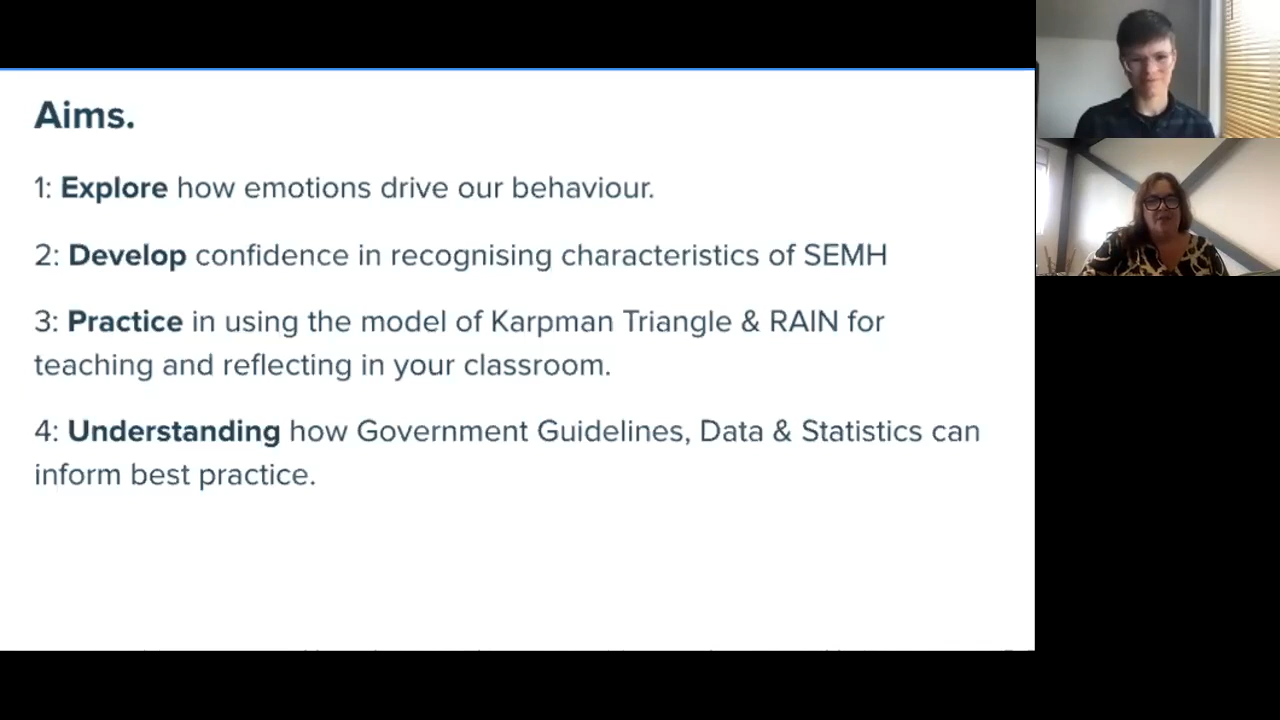 Aims.
1: Explore how emotions drive our behaviour.
2: Develop confidence in recognising characteristics of SEMH
3: Practice in using the model of Karpman Triangle & RAIN for
teaching and reflecting in your classroom.
4: Understanding how Government Guidelines, Data & Statistics can
inform best practice.